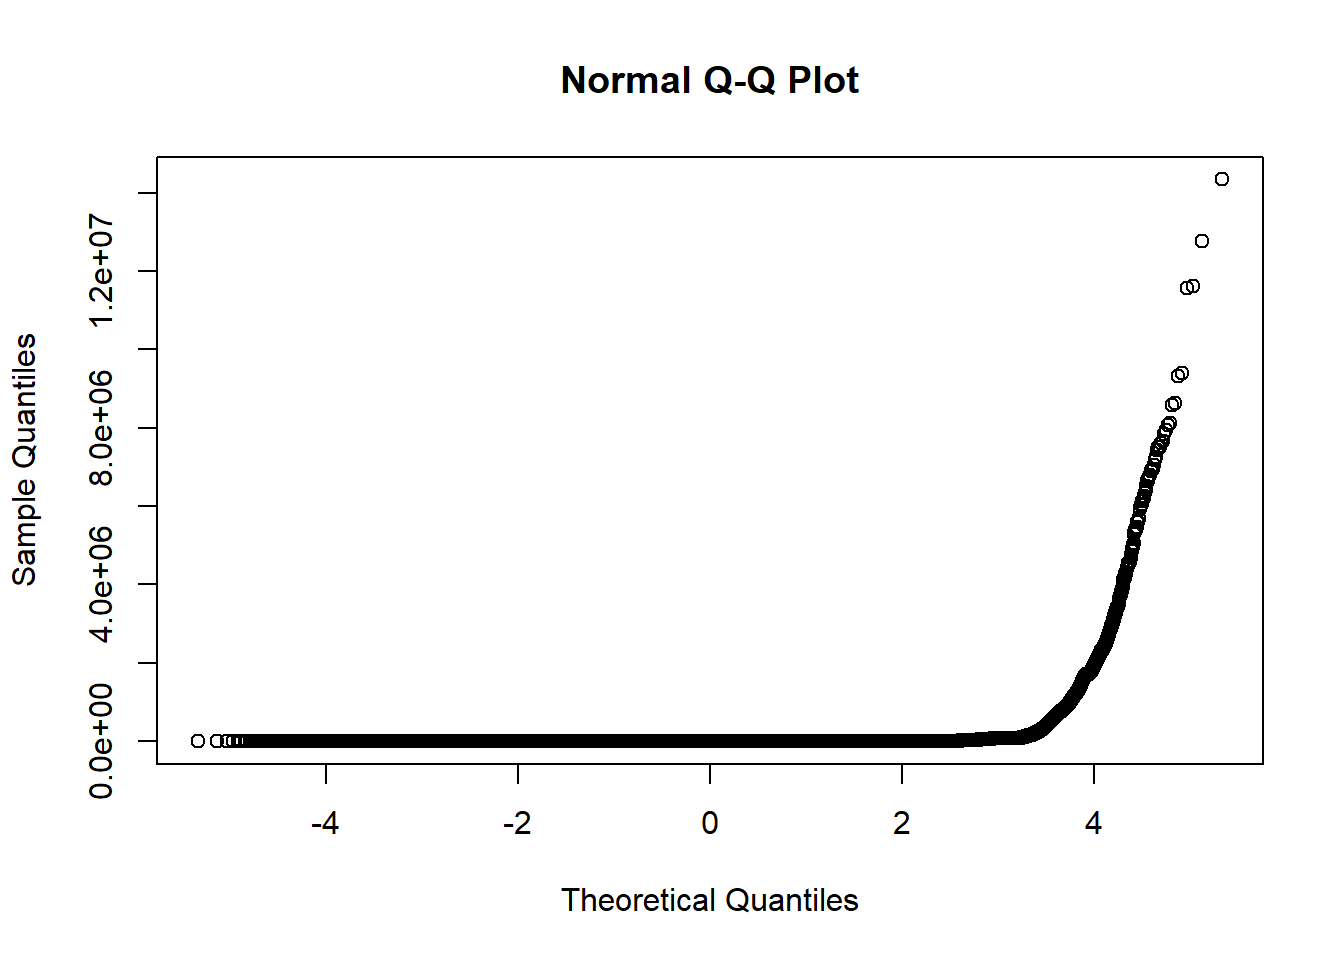 Normal Q-Q Plot
Sample Quantiles
1.2e+07
8.0e+06
4.0e+06
0.0e+00
-4 -2 0 2 4
Theoretical Quantiles